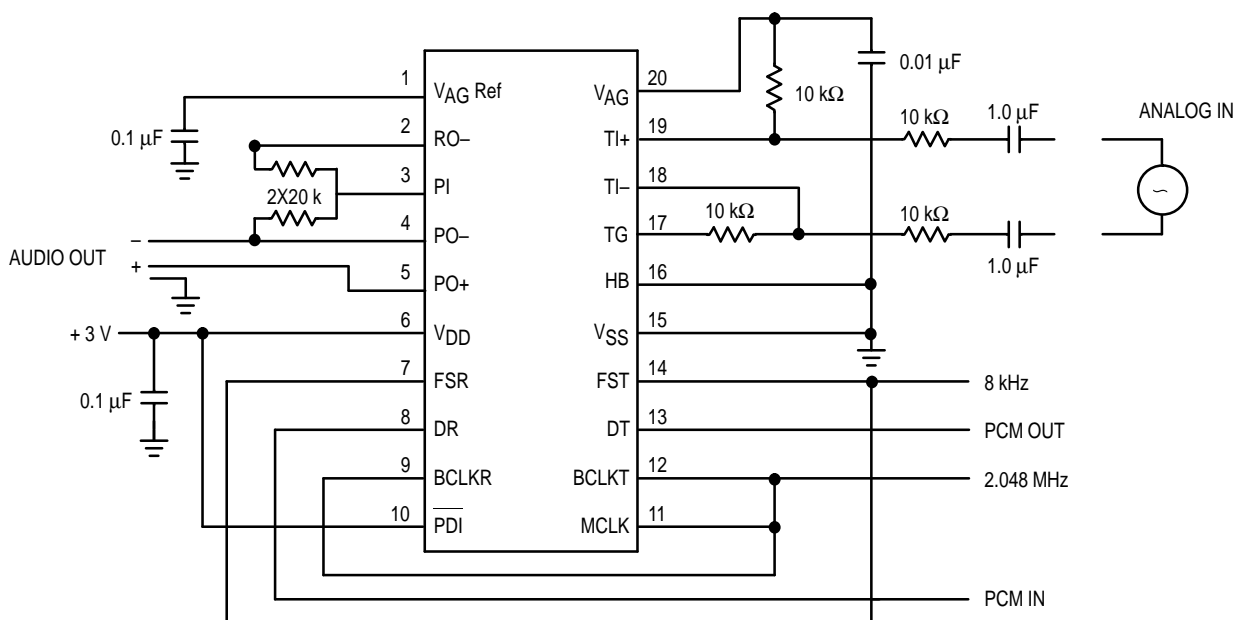 1
VAG Ref
0.1 μF
2
RO–
2X20 k
3
PI
4
PO–
AUDIO OUT
–
+
5
PO+
+ 3 V
6
VDD
0.1 μF
7
FSR
8
DR
9
BCLKR
10
PDI
20
VAG
0.01 μF
10 kΩ
19
TI+
10 kΩ
1.0 μF
ANALOG IN
~
18
TI–
17
TG
10 kΩ
10 kΩ
1.0 μF
16
HB
15
VSS
14
FST
8 kHz
13
DT
PCM OUT
12
BCLKT
2.048 MHz
11
MCLK
PCM IN